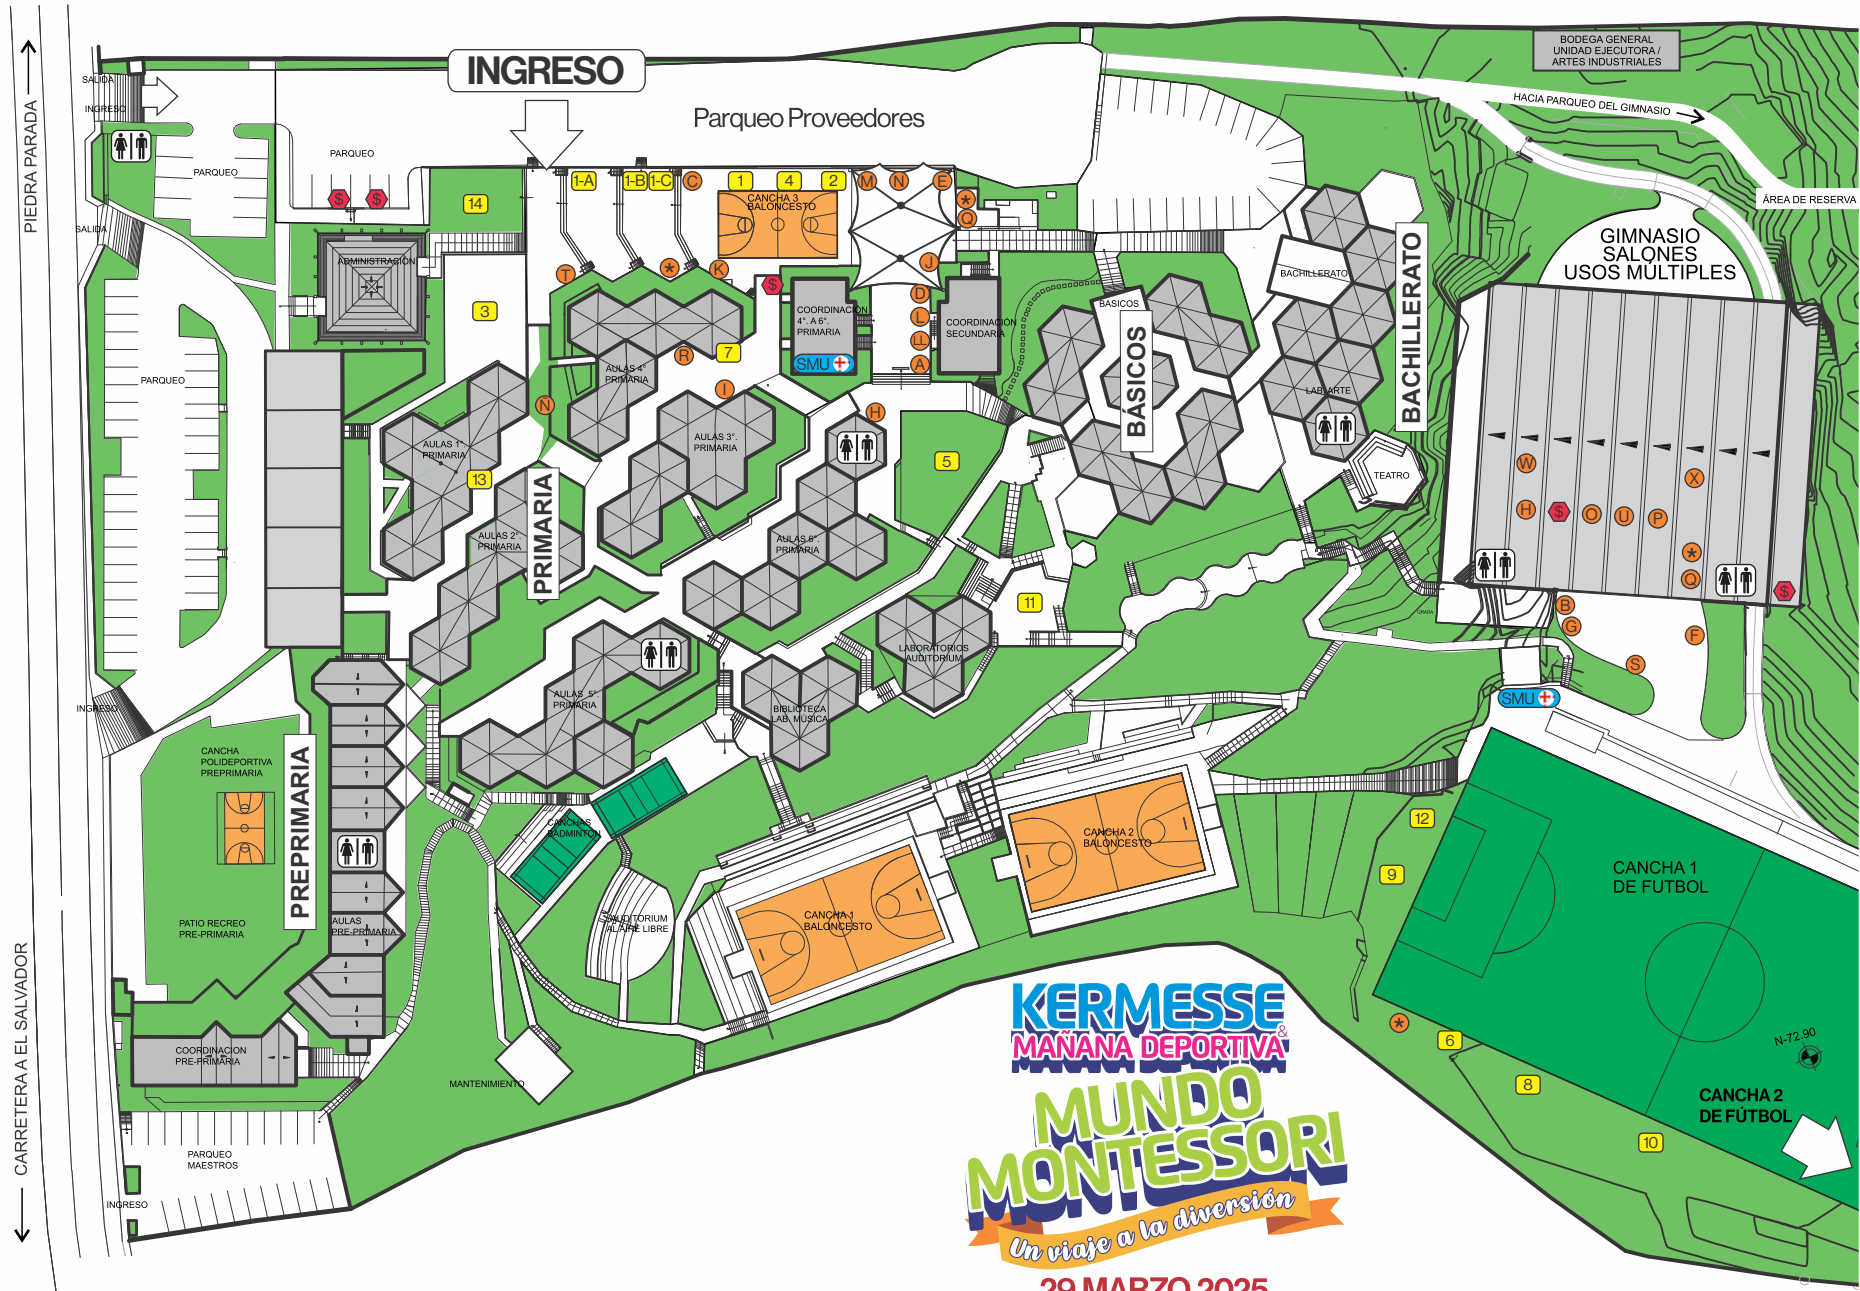 PIEDRA PARADA
CARRETERA A EL SALVADOR
SALIDA
INGRESO
PARQUEO
SALIDA
INGRESO
Parqueo Proveedores
PARQUEO
$
$
14
ADMINISTRACIÓN
3
PARQUEO
INGRESO
1-A
1-B
1-C
C
1
4
2
M
N
E
*
Q
CANCHA 3
BALONCESTO
T
*
K
J
$
D
L
LL
A
COORDINACIÓN
4°. A 6°.
PRIMARIA
SMU
COORDINACIÓN
SECUNDARIA
R
7
I
H
Ñ
AULAS 4°
PRIMARIA
AULAS 3°.
PRIMARIA
AULAS 1°.
PRIMARIA
13
AULAS 2°.
PRIMARIA
PRIMARIA
AULAS 6°.
PRIMARIA
5
11
AULAS 5°.
PRIMARIA
BIBLIOTECA
LAB. MÚSICA
LABORATORIOS
AUDITORIUM
BASICOS
BÁSICOS
BACHILLERATO
BACHILLERATO
LAB. ARTE
TEATRO
BODEGA GENERAL
UNIDAD EJECUTORA /
ARTES INDUSTRIALES
HACIA PARQUEO DEL GIMNASIO
ÁREA DE RESERVA
GIMNASIO
SALONES
USOS MÚLTIPLES
W
X
H
$
O
U
P
*
Q
$
B
G
F
S
GRADA
SMU
CANCHA
POLIDEPORTIVA
PREPRIMARIA
PREPRIMARIA
PATIO RECREO
PRE-PRIMARIA
AULAS
PRE-PRIMARIA
COORDINACION
PRE-PRIMARIA
PARQUEO
MAESTROS
INGRESO
MANTENIMIENTO
CANCHAS
BADMINTON
AUDITORIUM
AL AIRE LIBRE
CANCHA 1
BALONCESTO
CANCHA 2
BALONCESTO
12
9
*
6
8
10
CANCHA 1
DE FUTBOL
N-72.90
CANCHA 2
DE FÚTBOL
KERMESSE
&
MAÑANA DEPORTIVA
MUNDO
MONTESSORI
Un viaje a la diversión
29 MARZO 2025